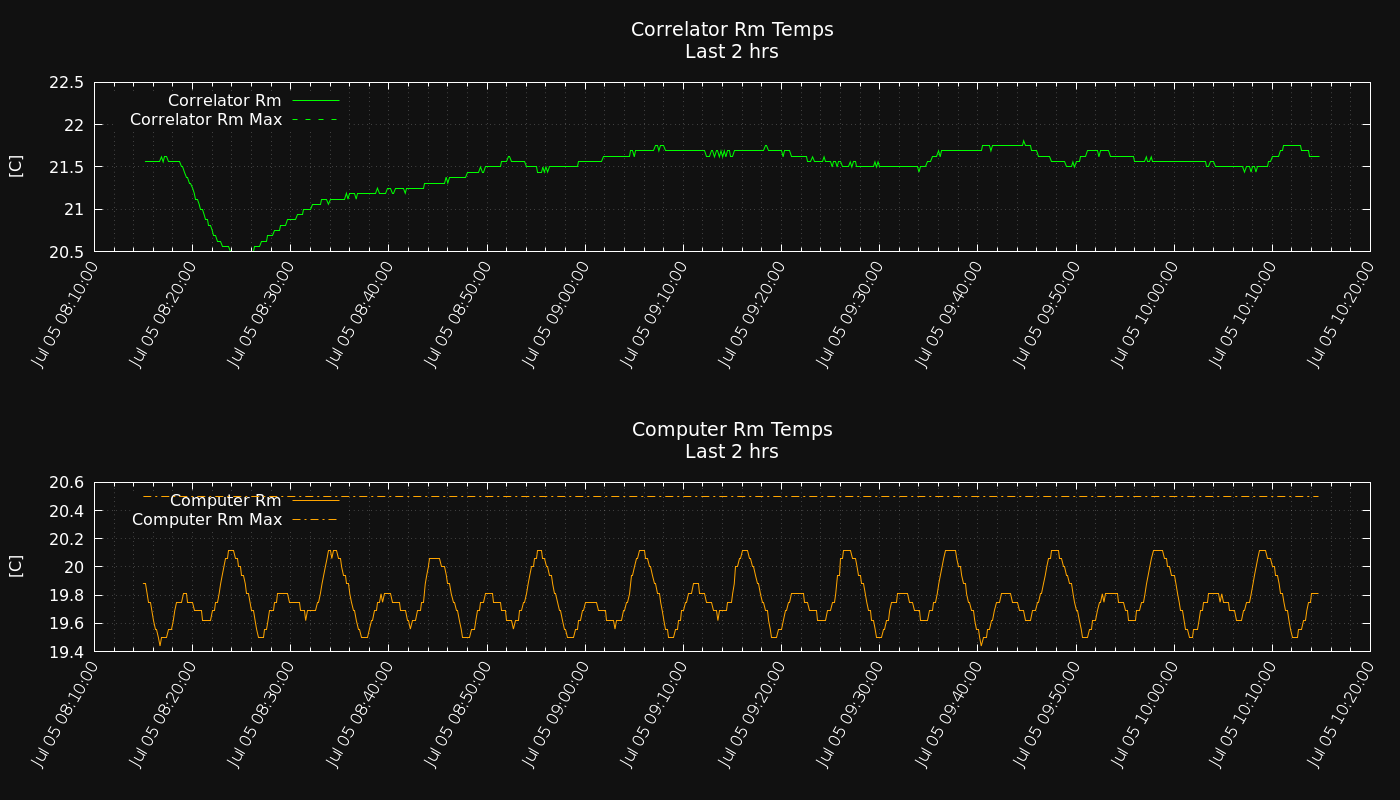 Correlator Rm Temps
Last 2 hrs
22.5
22
21.5
21
20.5
[C]
Correlator Rm
Correlator Rm Max
Jul 05 08:10:00
Jul 05 08:20:00
Jul 05 08:30:00
Jul 05 08:40:00
Jul 05 08:50:00
Jul 05 09:00:00
Jul 05 09:10:00
Jul 05 09:20:00
Jul 05 09:30:00
Jul 05 09:40:00
Jul 05 09:50:00
Jul 05 10:00:00
Jul 05 10:10:00
Jul 05 10:20:00
Computer Rm Temps
Last 2 hrs
20.6
20.4
20.2
20
19.8
19.6
19.4
[C]
Computer Rm
Computer Rm Max
Jul 05 08:10:00
Jul 05 08:20:00
Jul 05 08:30:00
Jul 05 08:40:00
Jul 05 08:50:00
Jul 05 09:00:00
Jul 05 09:10:00
Jul 05 09:20:00
Jul 05 09:30:00
Jul 05 09:40:00
Jul 05 09:50:00
Jul 05 10:00:00
Jul 05 10:10:00
Jul 05 10:20:00